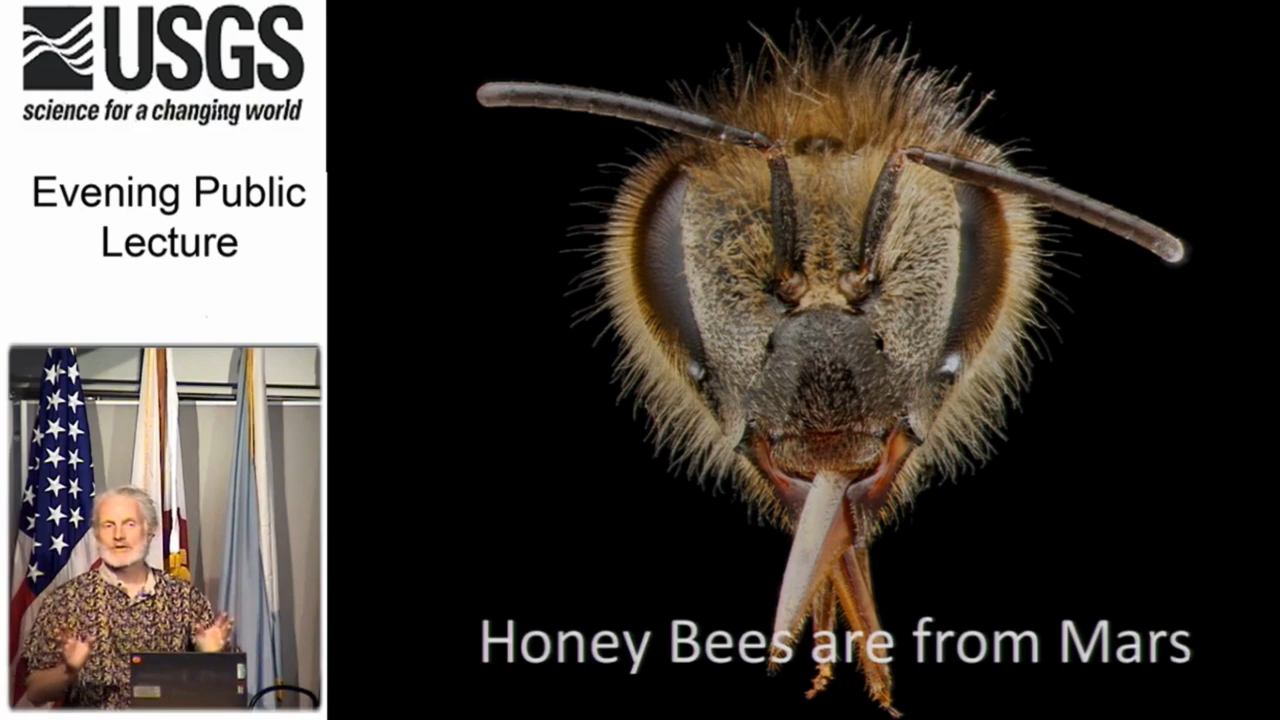 USGS
science for a changing world
Evening Public
Lecture
Honey Bees are from Mars